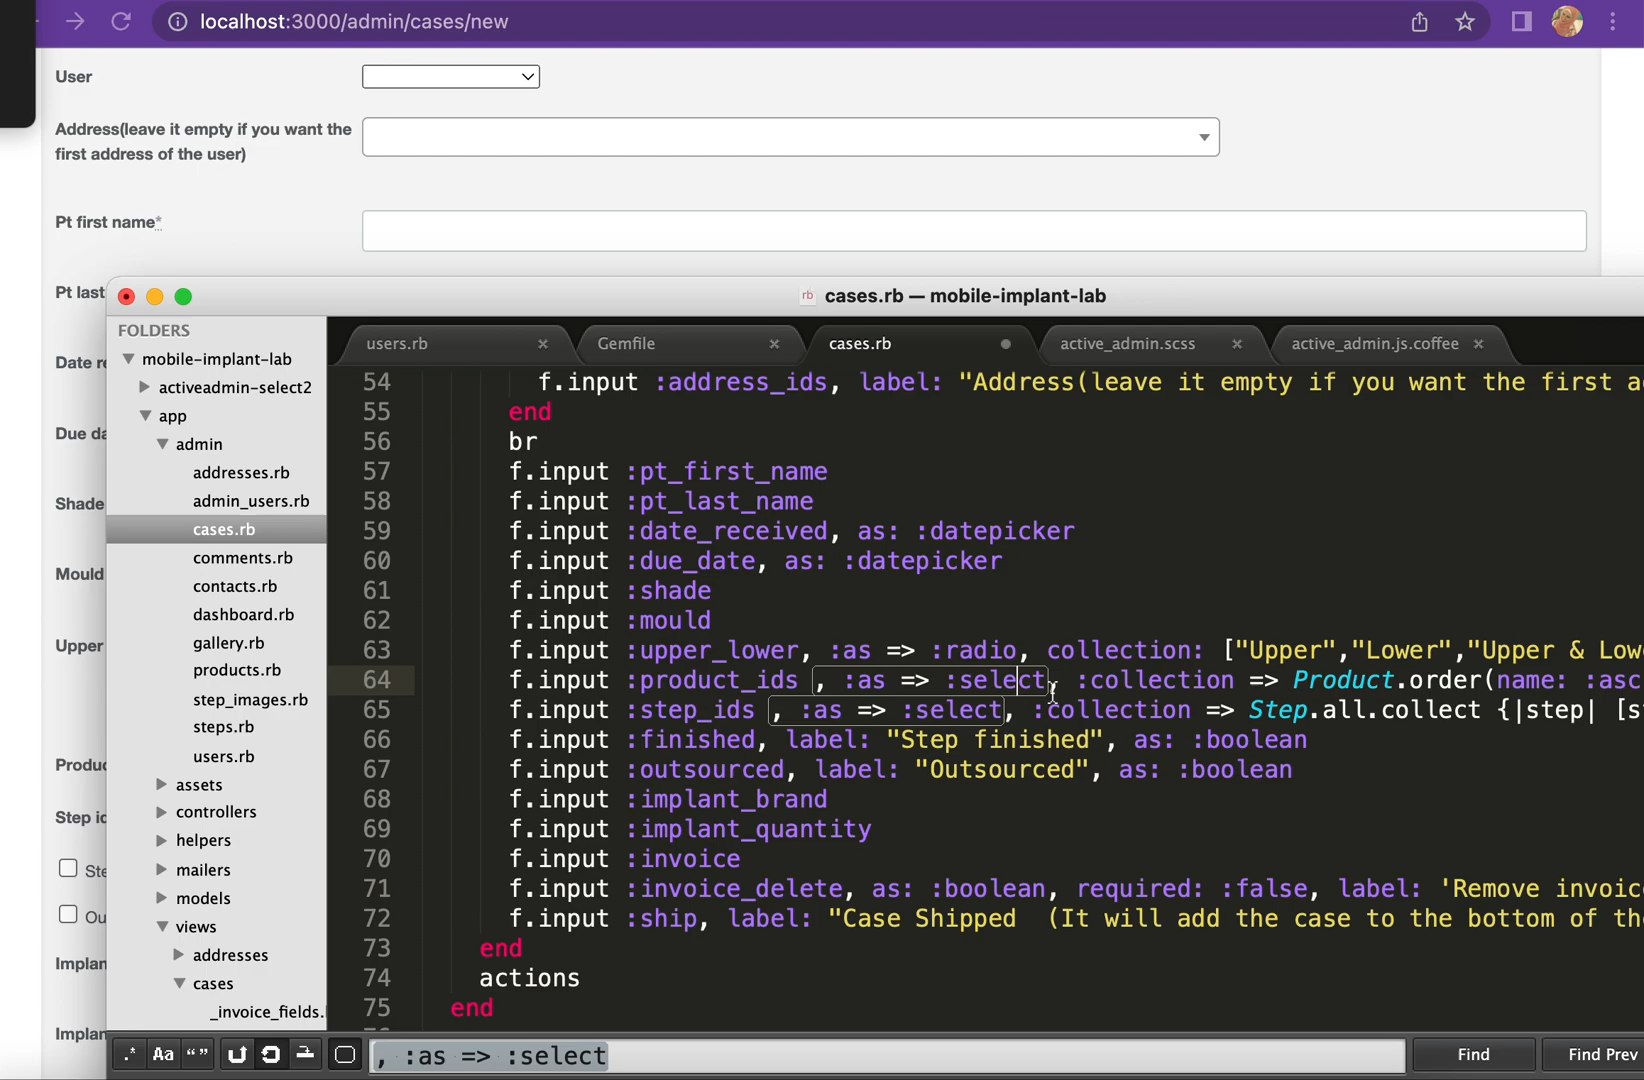 localhost:3000/admin/cases/new
User
Address(leave it empty if you want the
first address of the user)
Pt first name*
Pt last
Date re
Due da
Shade
Mould
Upper
Produc
Step id
Ste
Ou
Implan
Implan
cases.rb — mobile-implant-lab
FOLDERS
mobile-implant-lab
activeadmin-select2
app
admin
addresses.rb
admin_users.rb
cases.rb
comments.rb
contacts.rb
dashboard.rb
gallery.rb
products.rb
step_images.rb
steps.rb
users.rb
assets
controllers
helpers
mailers
models
views
addresses
cases
_invoice_fields.
users.rb × Gemfile × cases.rb active_admin.scss × active_admin.js.coffee ×
54 f.input :address_ids, label: "Address(leave it empty if you want the first a
55 end
56 br
57 f.input :pt_first_name
58 f.input :pt_last_name
59 f.input :date_received, as: :datepicker
60 f.input :due_date, as: :datepicker
61 f.input :shade
62 f.input :mould
63 f.input :upper_lower, :as => :radio, collection: ["Upper","Lower","Upper & Low
64 f.input :product_ids , :as => :select, :collection => Product.order(name: :asc
65 f.input :step_ids , :as => :select, :collection => Step.all.collect {|step| [s
66 f.input :finished, label: "Step finished", as: :boolean
67 f.input :outsourced, label: "Outsourced", as: :boolean
68 f.input :implant_brand
69 f.input :implant_quantity
70 f.input :invoice
71 f.input :invoice_delete, as: :boolean, required: :false, label: 'Remove invoic
72 f.input :ship, label: "Case Shipped  (It will add the case to the bottom of th
73 end
74 actions
75 end
.* Aa “ ” , :as => :select Find Find Prev